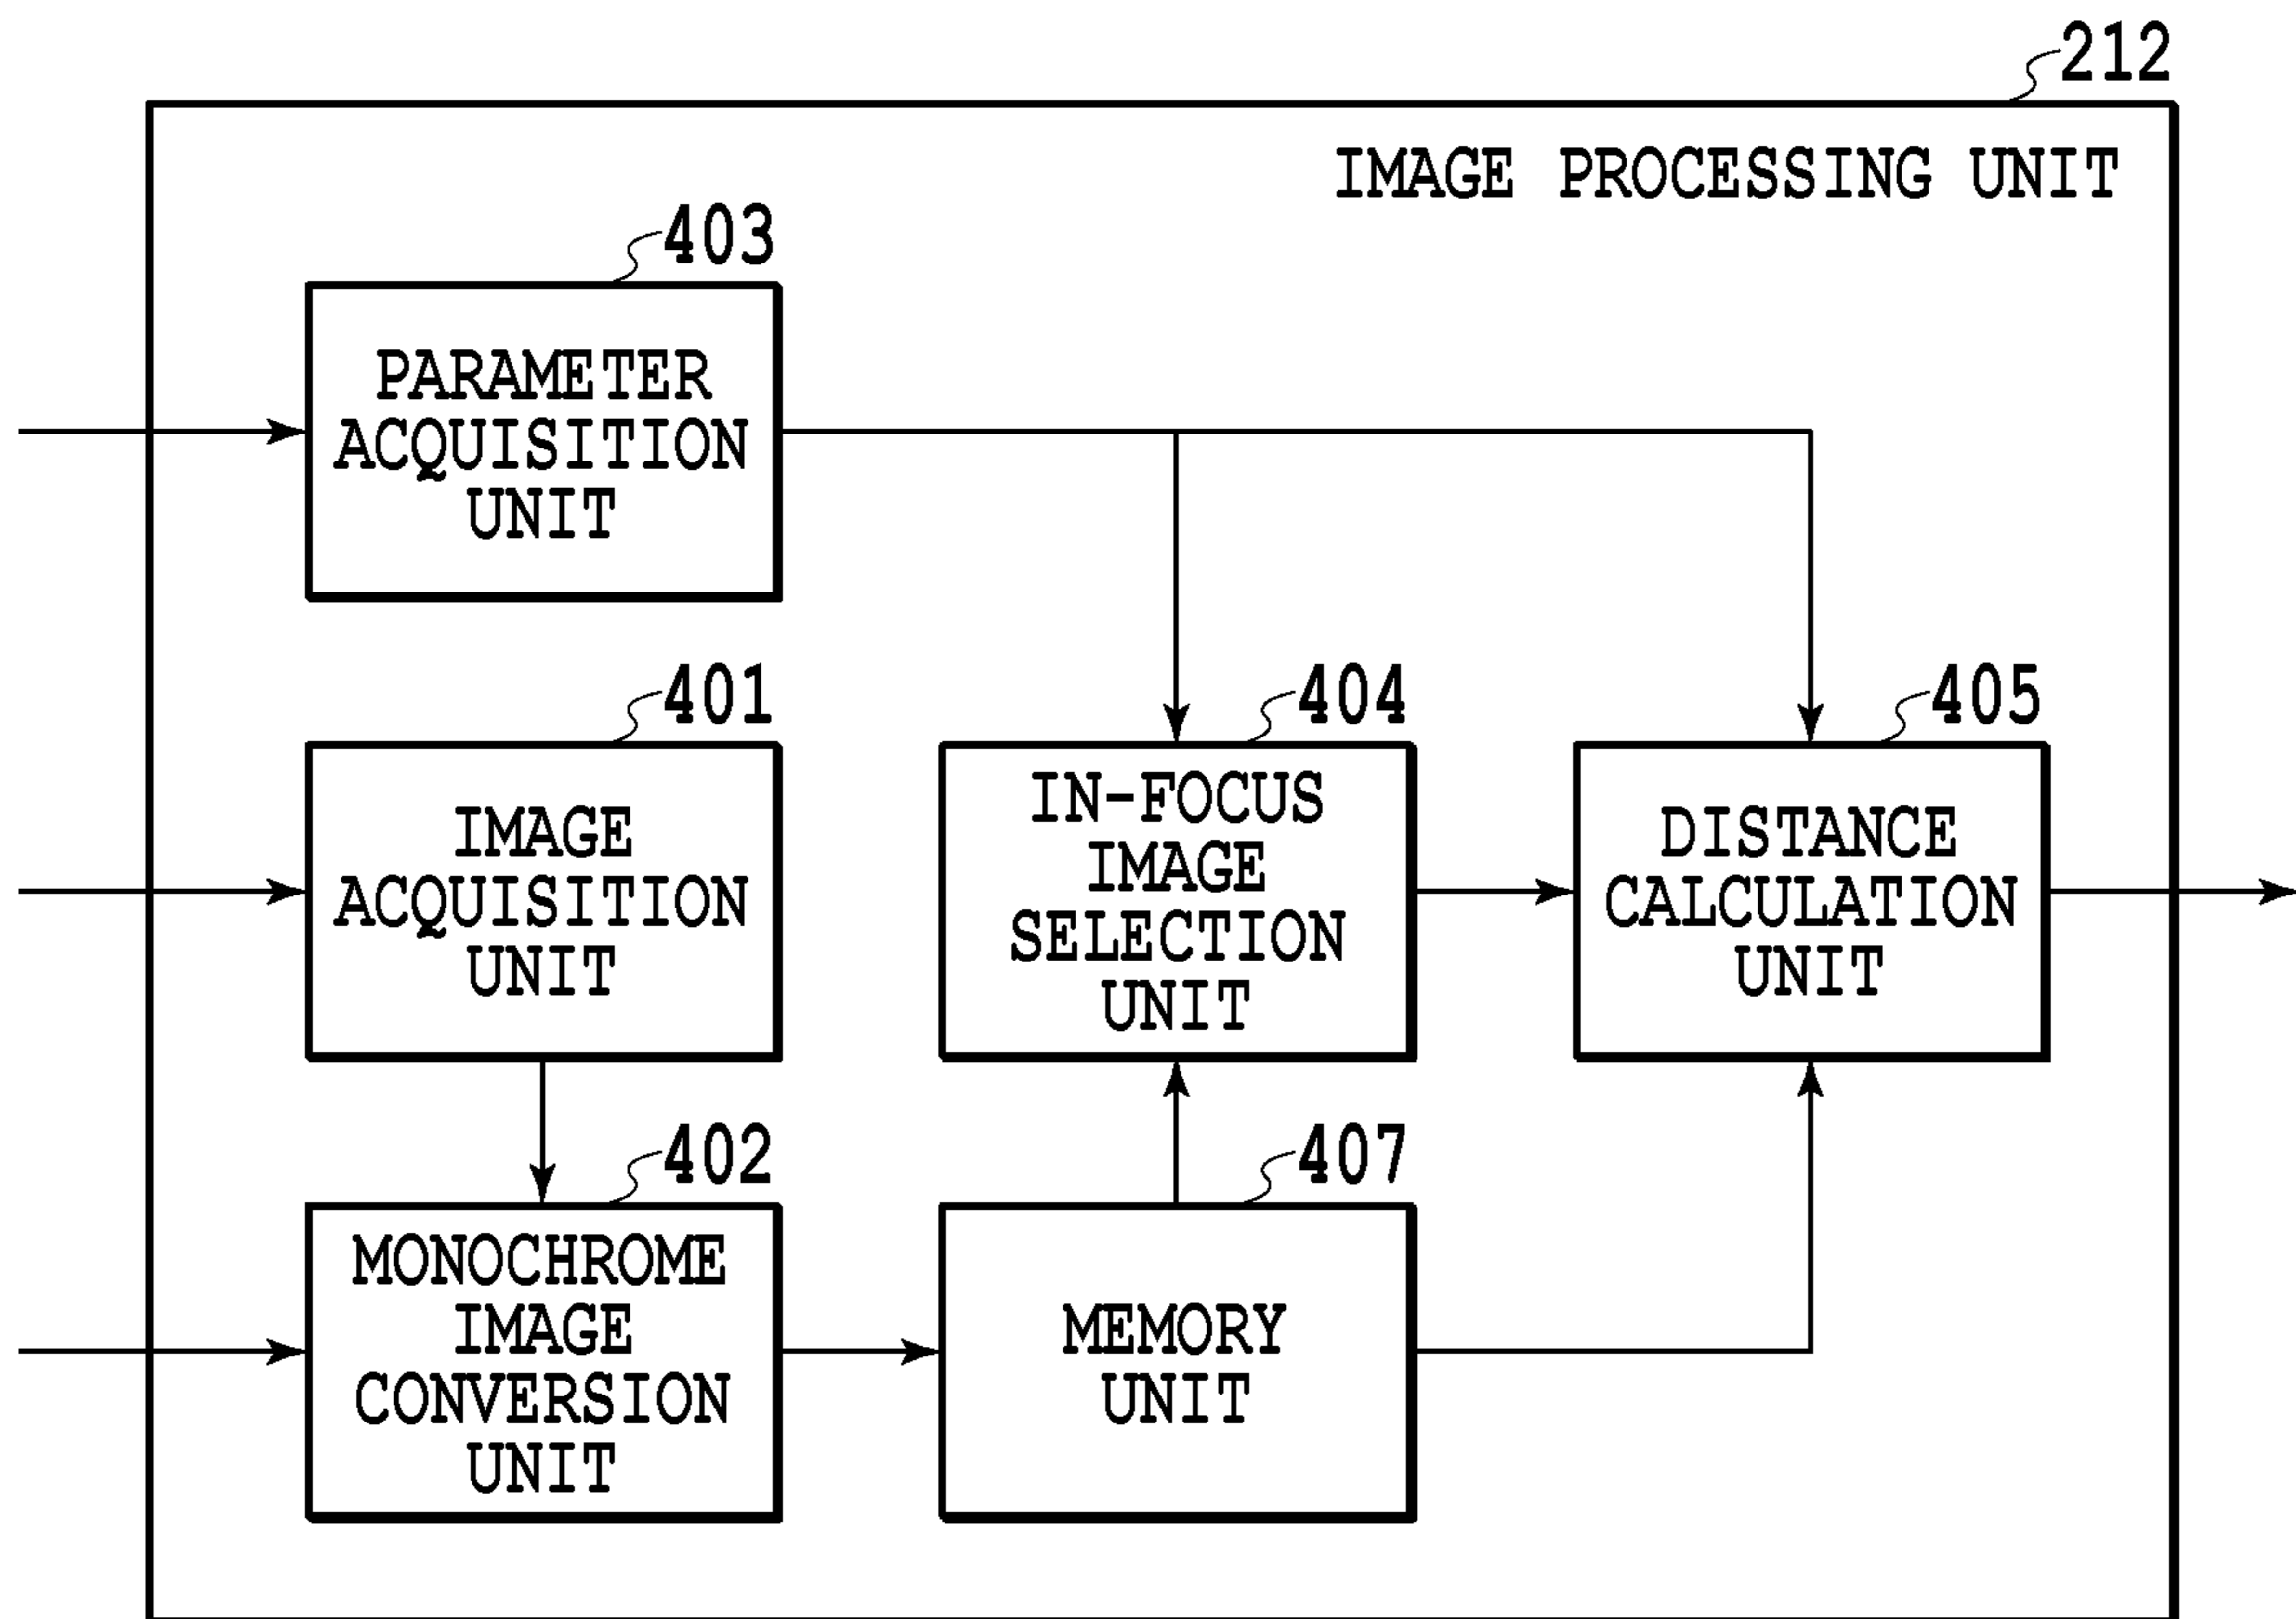 212
IMAGE PROCESSING UNIT
403
PARAMETER
ACQUISITION
UNIT
401
IMAGE
ACQUISITION
UNIT
404
IN-FOCUS
IMAGE
SELECTION
UNIT
405
DISTANCE
CALCULATION
UNIT
402
MONOCHROME
IMAGE
CONVERSION
UNIT
407
MEMORY
UNIT